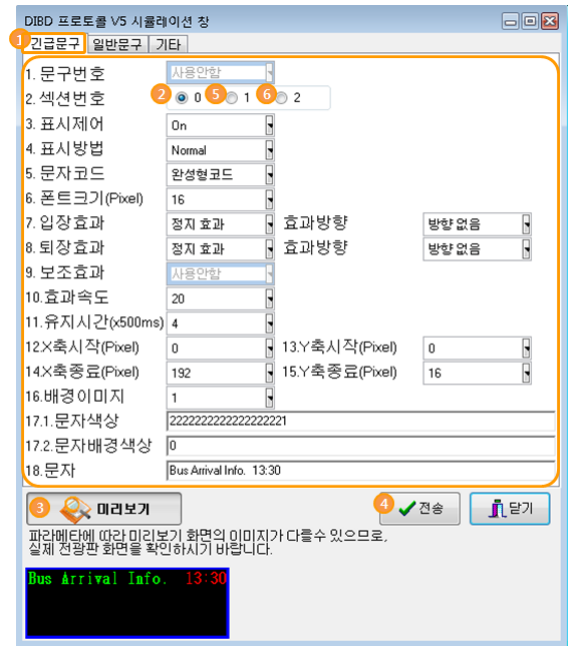 DIBD 프로토콜 V5 시뮬레이션 창
1 긴급문구 일반문구 기타
1. 문구번호 사용안함
2. 섹션번호 2 0 5 1 6 2
3. 표시제어 On
4. 표시방법 Normal
5. 문자코드 완성형코드
6. 폰트크기(Pixel) 16
7. 입장효과 정지 효과 효과방향 방향 없음
8. 퇴장효과 정지 효과 효과방향 방향 없음
9. 보조효과 사용안함
10.효과속도 20
11.유지시간(x500ms) 4
12.X축시작(Pixel) 0 13.Y축시작(Pixel) 0
14.X축종료(Pixel) 192 15.Y축종료(Pixel) 16
16.배경이미지 1
17.1.문자색상 22222222222222222221
17.2.문자배경색상 0
18.문자 Bus Arrival Info. 13:30
3 미리보기 4 전송 닫기
파라메타에 따라 미리보기 화면의 이미지가 다를수 있으므로,
실제 전광판 화면을 확인하시기 바랍니다.
Bus Arrival Info. 13:30